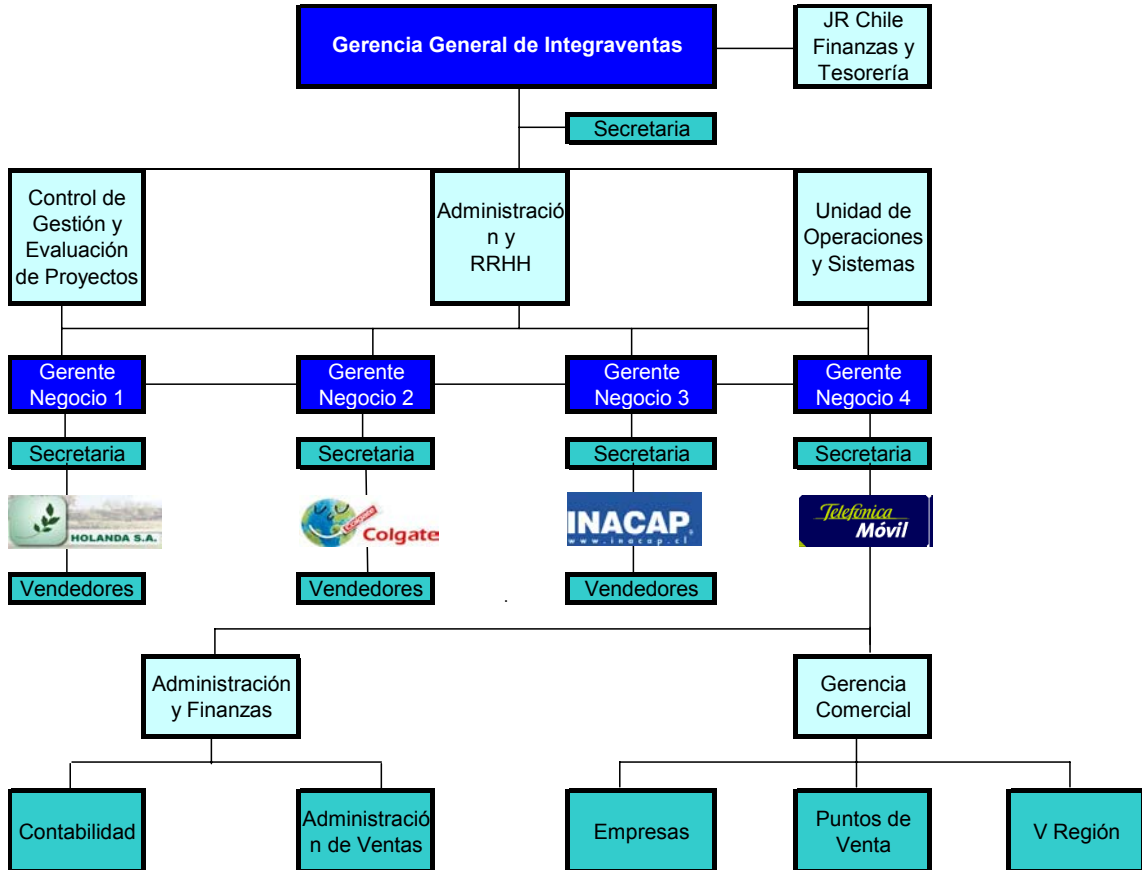 Gerencia General de Integraventas
JR Chile
Finanzas y
Tesorería
Secretaria
Control de
Gestión y
Evaluación
de Proyectos
Administració
n y
RRHH
Unidad de
Operaciones
y Sistemas
Gerente
Negocio 1
Gerente
Negocio 2
Gerente
Negocio 3
Gerente
Negocio 4
Secretaria
Secretaria
Secretaria
Secretaria
HOLANDA S.A.
Colgate
Colgate
INACAP
www.inacap.cl
Telefónica
Móvil
Vendedores
Vendedores
Vendedores
Administración
y Finanzas
Gerencia
Comercial
Contabilidad
Administració
n de Ventas
Empresas
Puntos de
Venta
V Región